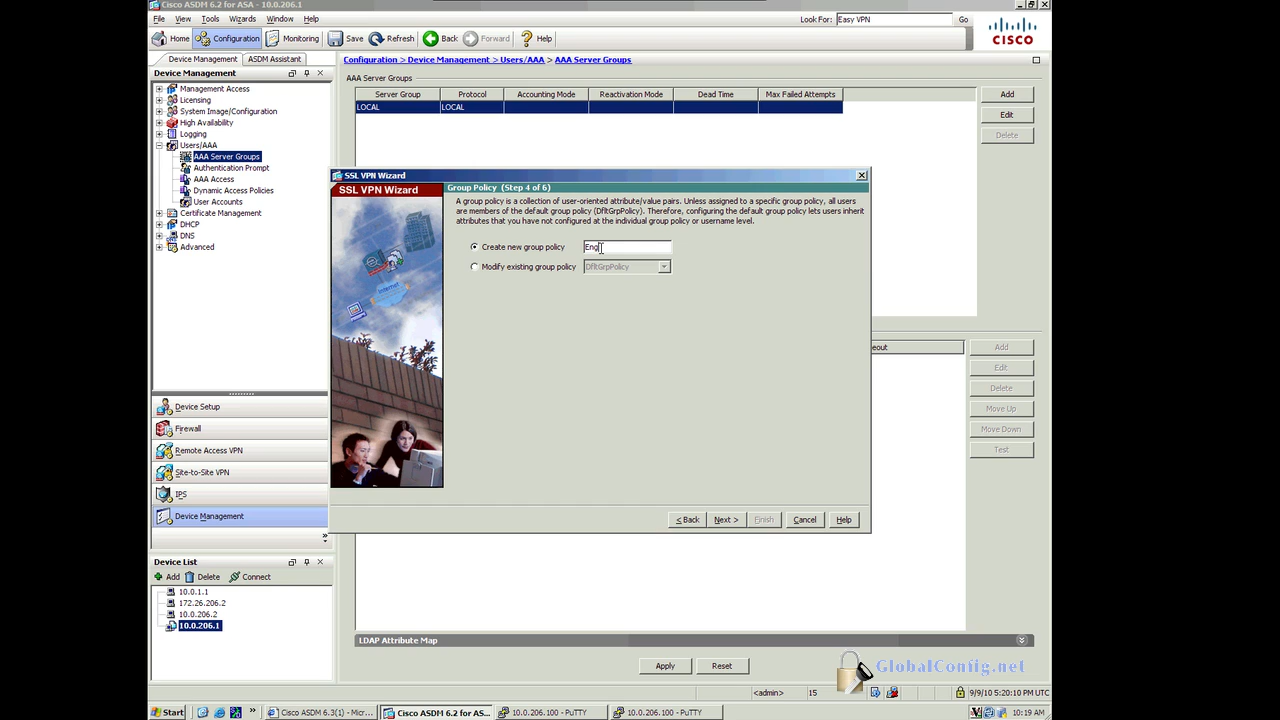 Cisco ASDM 6.2 for ASA - 10.0.206.1
File View Tools Wizards Window Help
Look For: Easy VPN Go
Home Configuration Monitoring Save Refresh Back Forward Help
CISCO
Device Management ASDM Assistant
Configuration > Device Management > Users/AAA > AAA Server Groups
Device Management
AAA Server Groups
Management Access
Licensing
System Image/Configuration
High Availability
Logging
Users/AAA
AAA Server Groups
Authentication Prompt
AAA Access
Dynamic Access Policies
User Accounts
Certificate Management
DHCP
DNS
Advanced
Server Group Protocol Accounting Mode Reactivation Mode Dead Time Max Failed Attempts
LOCAL LOCAL
Add
Edit
Delete
SSL VPN Wizard
SSL VPN Wizard
Group Policy (Step 4 of 6)
A group policy is a collection of user-oriented attribute/value pairs. Unless assigned to a specific group policy, all users
are members of the default group policy (DfltGrpPolicy). Therefore, configuring the default group policy lets users inherit
attributes that you have not configured at the individual group policy or username level.
Create new group policy Eng
Modify existing group policy DfltGrpPolicy
Internet
< Back Next > Finish Cancel Help
eout
Add
Edit
Delete
Move Up
Move Down
Test
Device Setup
Firewall
Remote Access VPN
Site-to-Site VPN
IPS
Device Management
Device List
Add Delete Connect
10.0.1.1
172.26.206.2
10.0.206.2
10.0.206.1
LDAP Attribute Map
Apply Reset
GlobalConfig.net
<admin> 15 9/9/10 5:20:10 PM UTC
Start Cisco ASDM 6.3(1) - Micr... Cisco ASDM 6.2 for AS... 10.0.206.100 - PuTTY 10.0.206.100 - PuTTY 10:19 AM